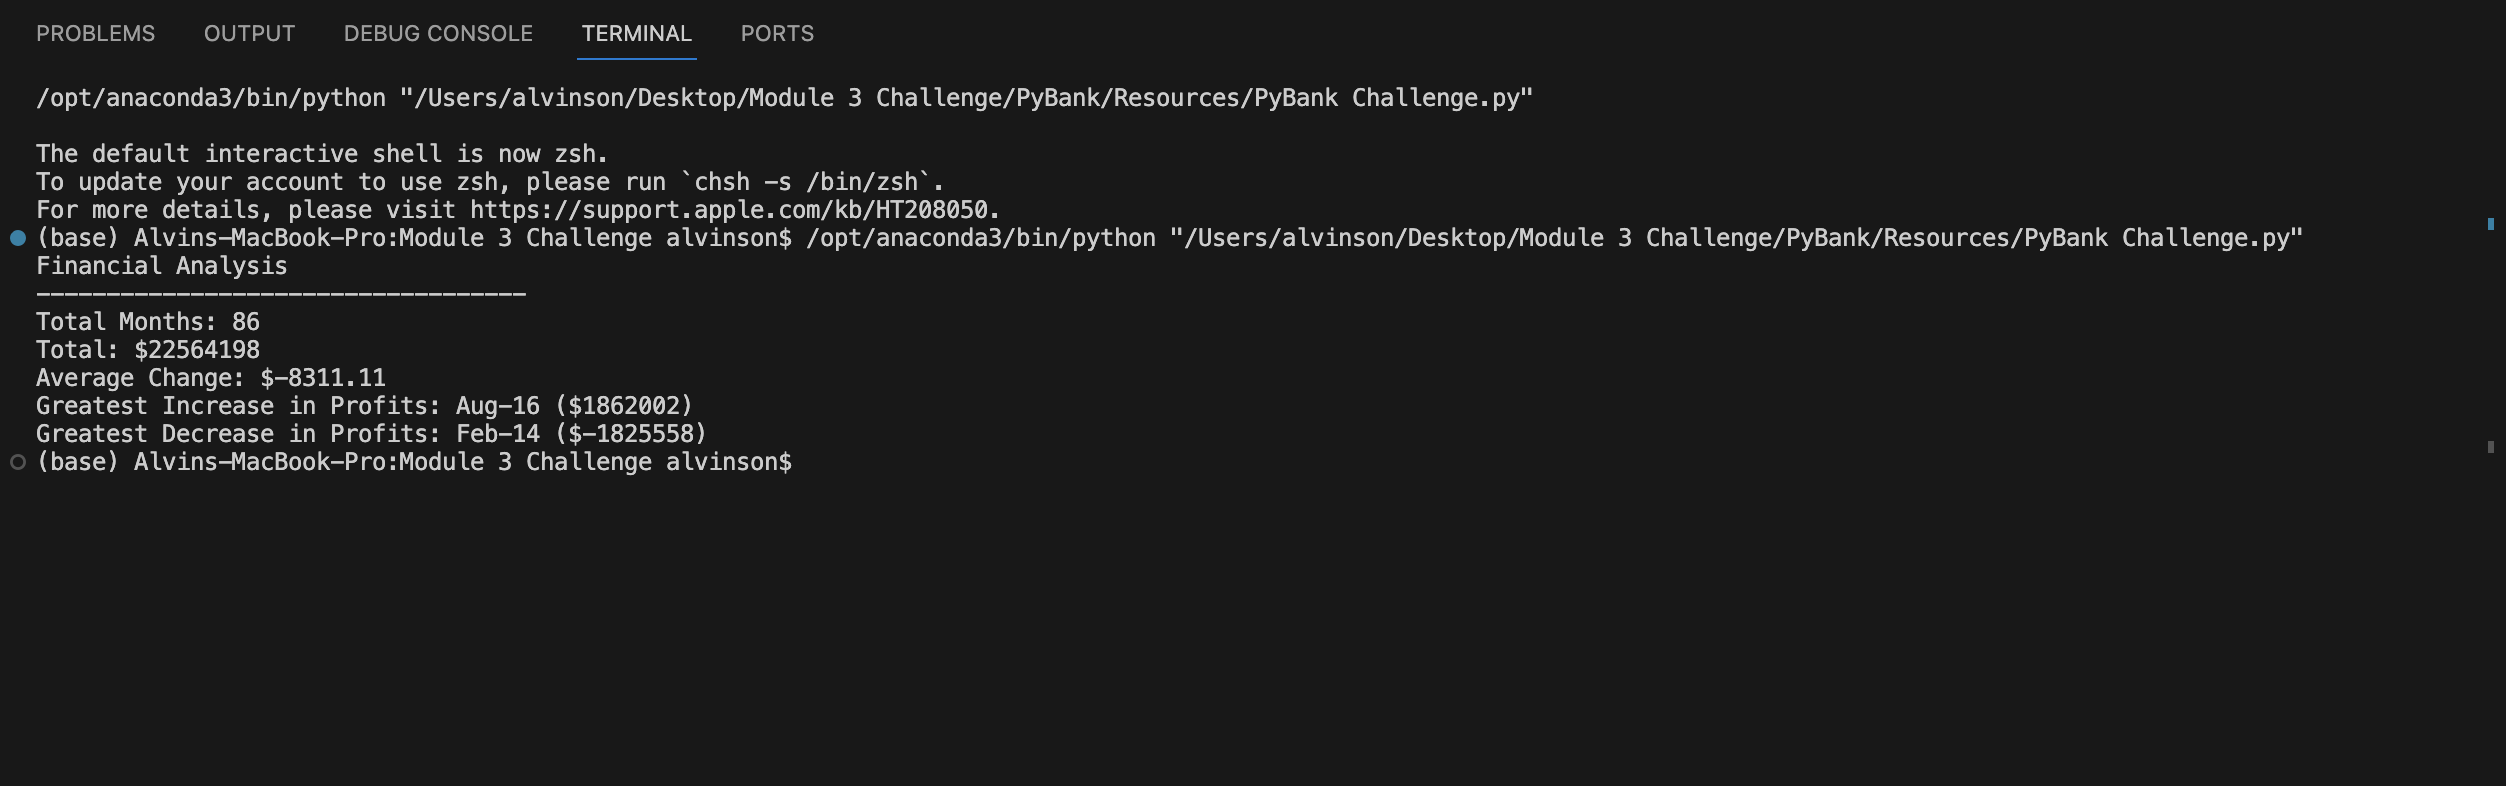 PROBLEMS OUTPUT DEBUG CONSOLE TERMINAL PORTS
/opt/anaconda3/bin/python "/Users/alvinson/Desktop/Module 3 Challenge/PyBank/Resources/PyBank Challenge.py"
The default interactive shell is now zsh.
To update your account to use zsh, please run `chsh -s /bin/zsh`.
For more details, please visit https://support.apple.com/kb/HT208050.
(base) Alvins-MacBook-Pro:Module 3 Challenge alvinson$ /opt/anaconda3/bin/python "/Users/alvinson/Desktop/Module 3 Challenge/PyBank/Resources/PyBank Challenge.py"
Financial Analysis
-----------------------------------
Total Months: 86
Total: $22564198
Average Change: $-8311.11
Greatest Increase in Profits: Aug-16 ($1862002)
Greatest Decrease in Profits: Feb-14 ($-1825558)
(base) Alvins-MacBook-Pro:Module 3 Challenge alvinson$